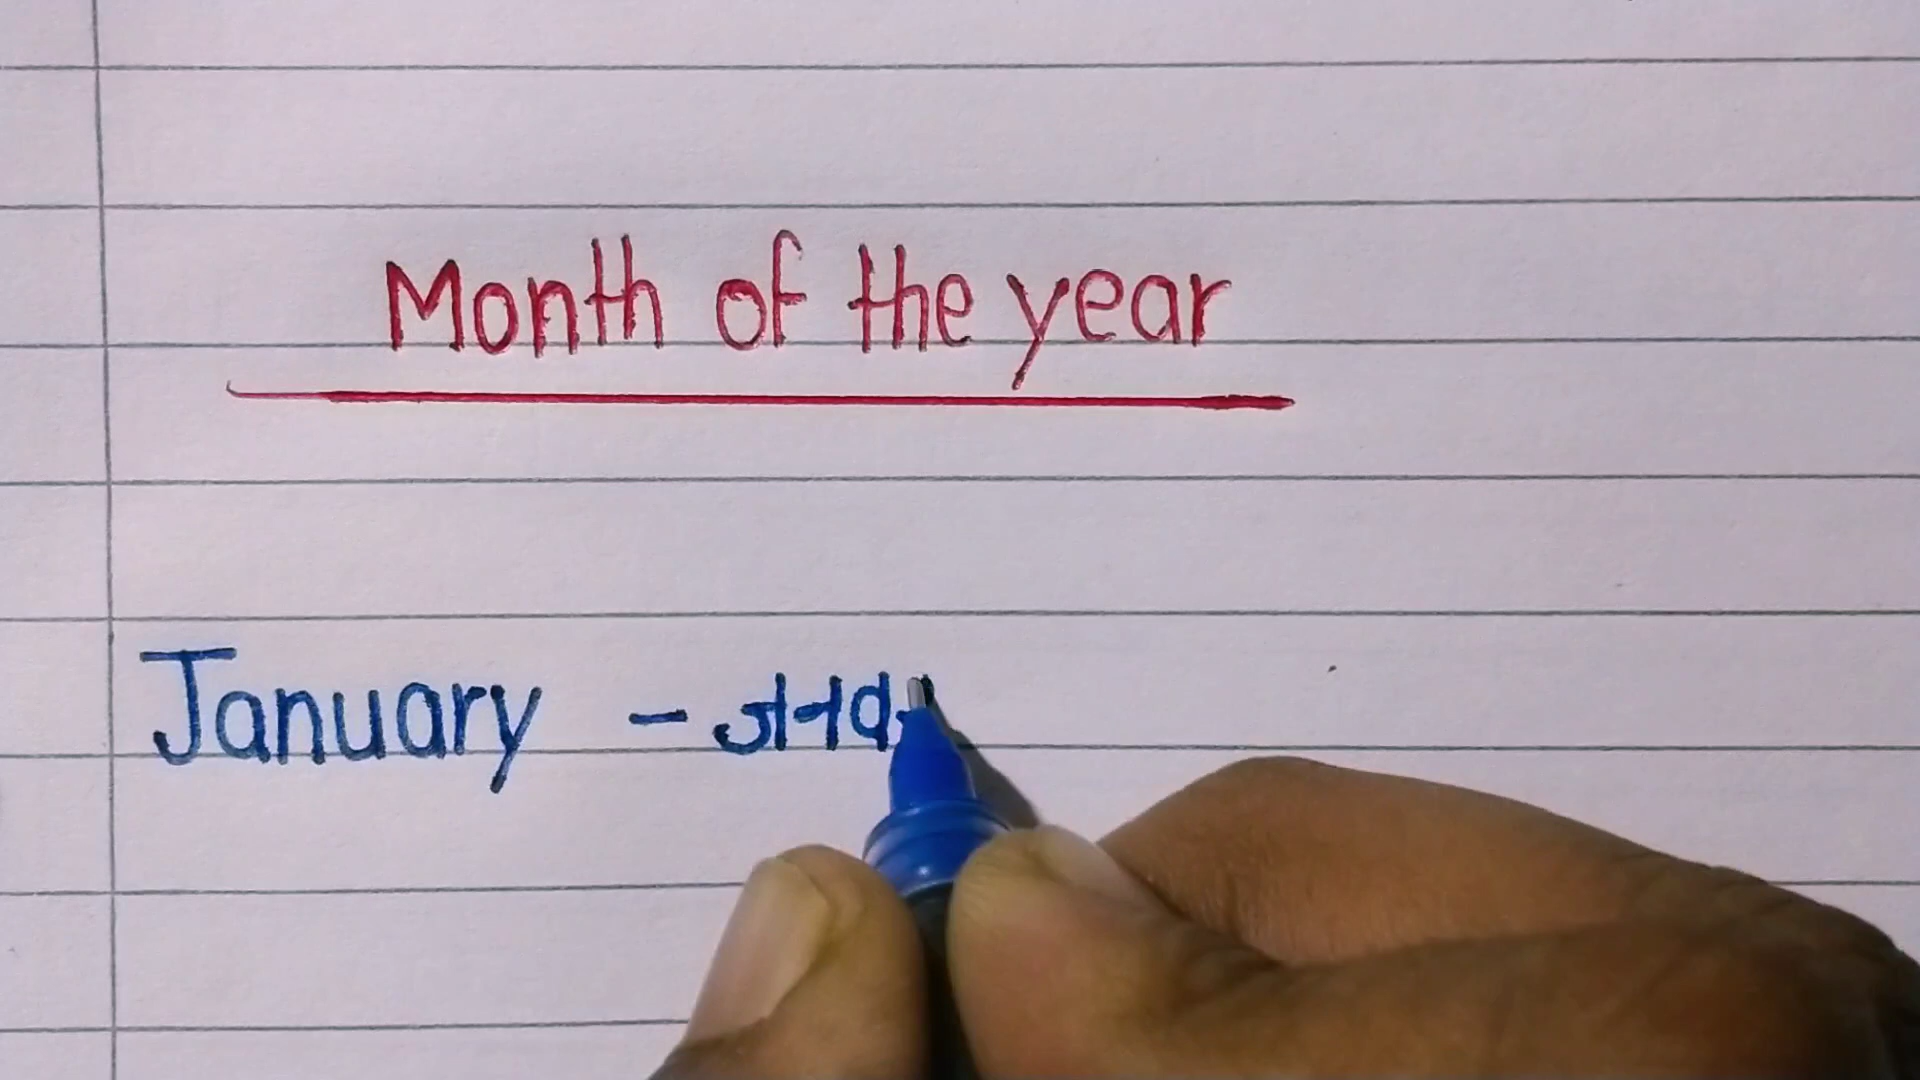 Month of the year
January - जनव